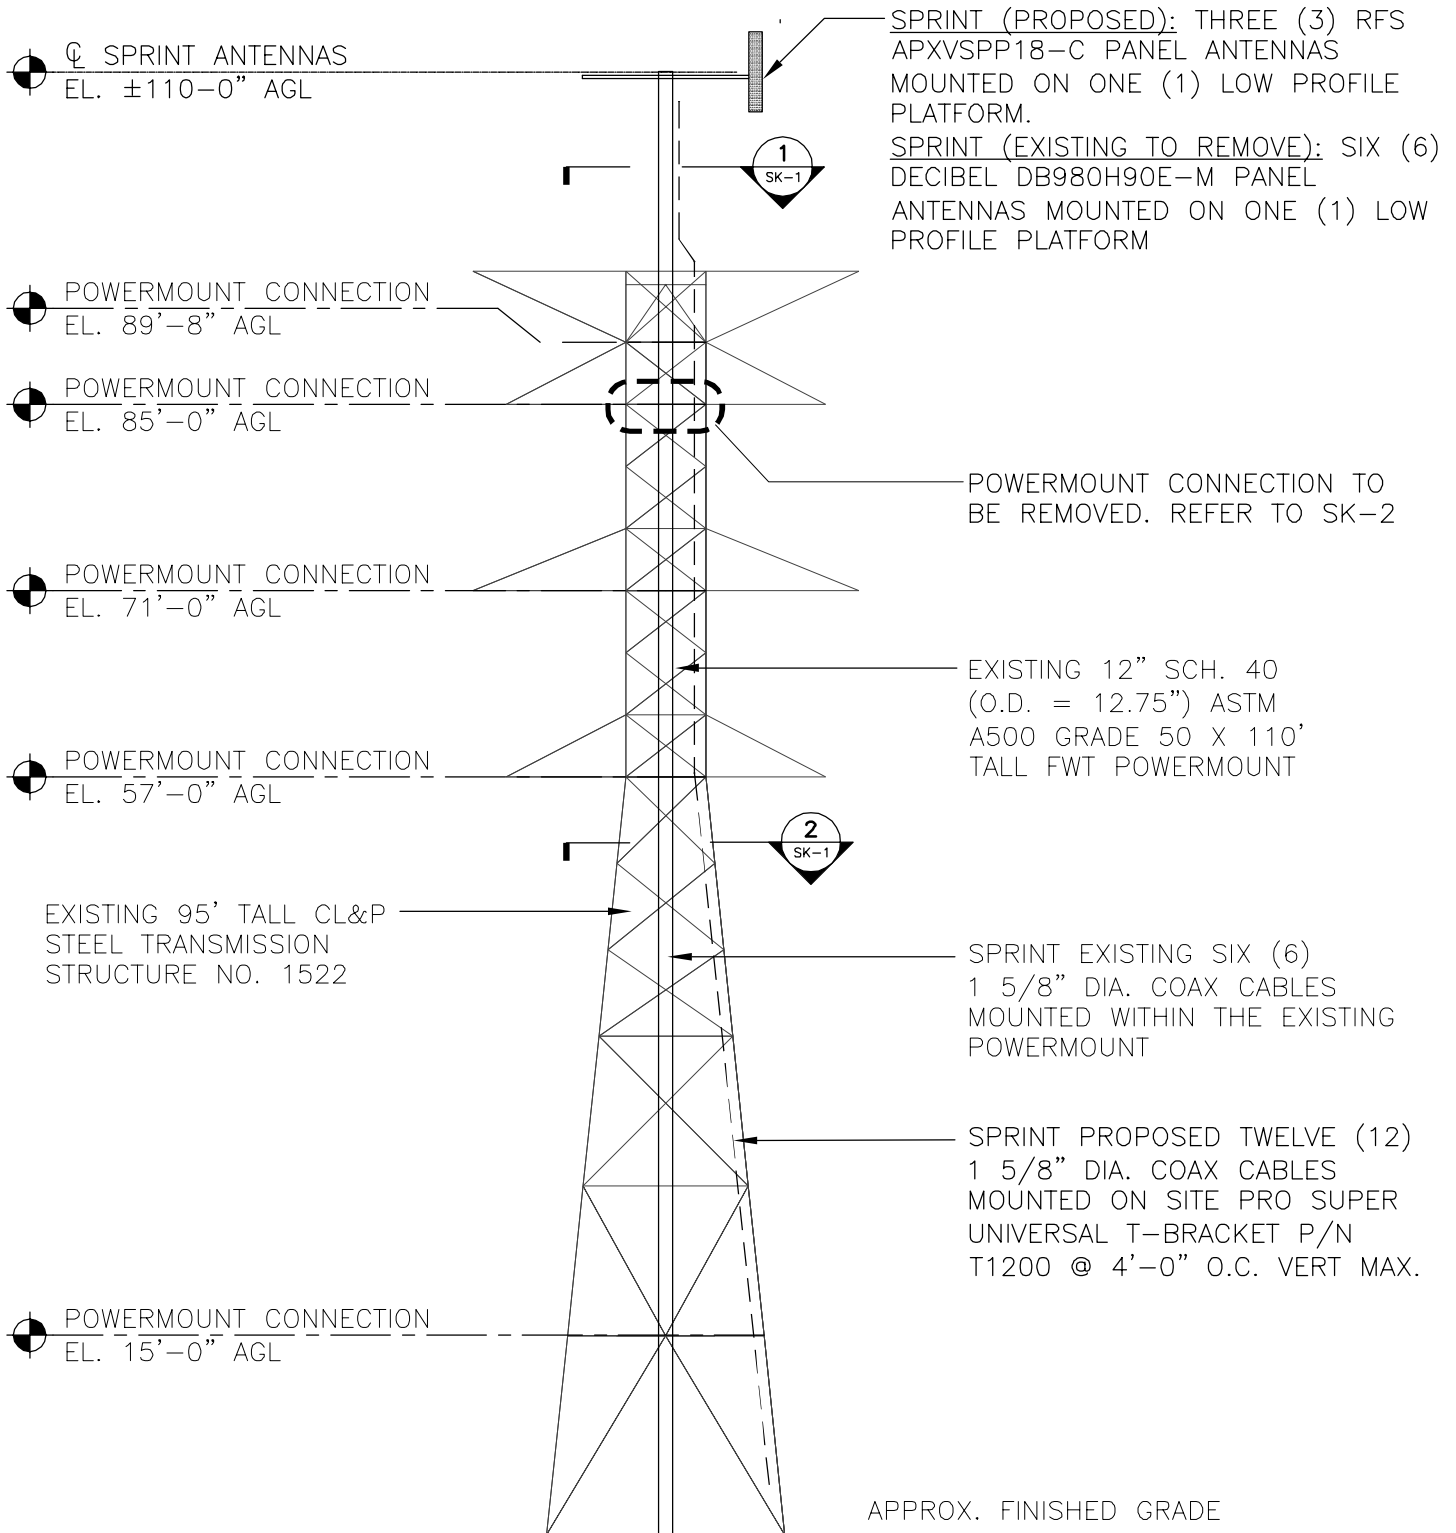 ℄ SPRINT ANTENNAS
EL. ±110-0" AGL
SPRINT (PROPOSED): THREE (3) RFS
APXVSPP18-C PANEL ANTENNAS
MOUNTED ON ONE (1) LOW PROFILE
PLATFORM.
SPRINT (EXISTING TO REMOVE): SIX (6)
DECIBEL DB980H90E-M PANEL
ANTENNAS MOUNTED ON ONE (1) LOW
PROFILE PLATFORM
1
SK-1
POWERMOUNT CONNECTION
EL. 89'-8" AGL
POWERMOUNT CONNECTION
EL. 85'-0" AGL
POWERMOUNT CONNECTION TO
BE REMOVED. REFER TO SK-2
POWERMOUNT CONNECTION
EL. 71'-0" AGL
EXISTING 12" SCH. 40
(O.D. = 12.75") ASTM
A500 GRADE 50 X 110'
TALL FWT POWERMOUNT
POWERMOUNT CONNECTION
EL. 57'-0" AGL
2
SK-1
EXISTING 95' TALL CL&P
STEEL TRANSMISSION
STRUCTURE NO. 1522
SPRINT EXISTING SIX (6)
1 5/8" DIA. COAX CABLES
MOUNTED WITHIN THE EXISTING
POWERMOUNT
SPRINT PROPOSED TWELVE (12)
1 5/8" DIA. COAX CABLES
MOUNTED ON SITE PRO SUPER
UNIVERSAL T-BRACKET P/N
T1200 @ 4'-0" O.C. VERT MAX.
POWERMOUNT CONNECTION
EL. 15'-0" AGL
APPROX. FINISHED GRADE